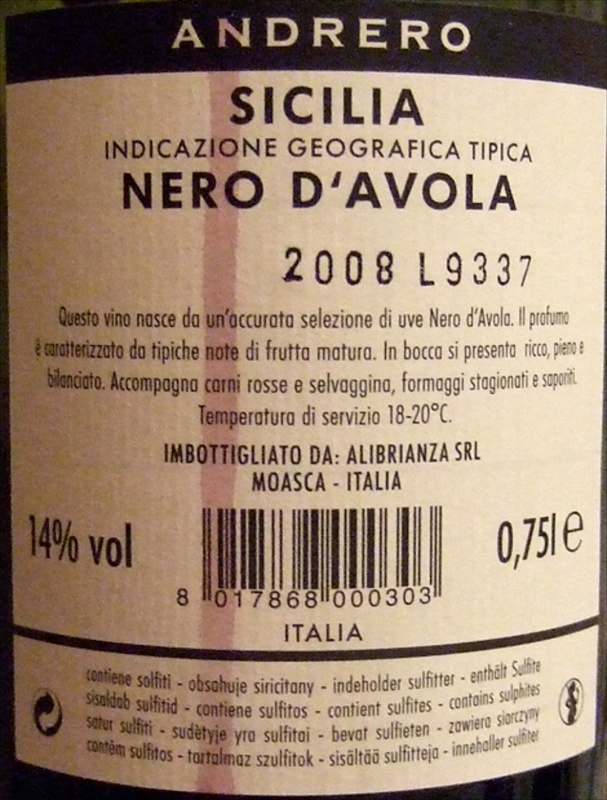 ANDRERO
SICILIA
INDICAZIONE GEOGRAFICA TIPICA
NERO D'AVOLA
2008 L9337
Questo vino nasce da un'accurata selezione di uve Nero d'Avola. Il profumo
è caratterizzato da tipiche note di frutta matura. In bocca si presenta ricco, pieno e
bilanciato. Accompagna carni rosse e selvaggina, formaggi stagionati e saporiti.
Temperatura di servizio 18-20°C.
IMBOTTIGLIATO DA: ALIBRIANZA SRL
MOASCA - ITALIA
14% vol
0,75l e
8 017868 000303
ITALIA
contiene solfiti - obsahuje siricitany - indeholder sulfitter - enthält Sulfite
sisaldab sulfitid - contiene sulfitos - contient sulfites - contains sulphites
satur sulfiti - sudėtyje yra sulfitai - bevat sulfieten - zawiera siarczyny
contém sulfitos - tartalmaz szulfitok - sisältää sulfitteja - innehaller sulfiter